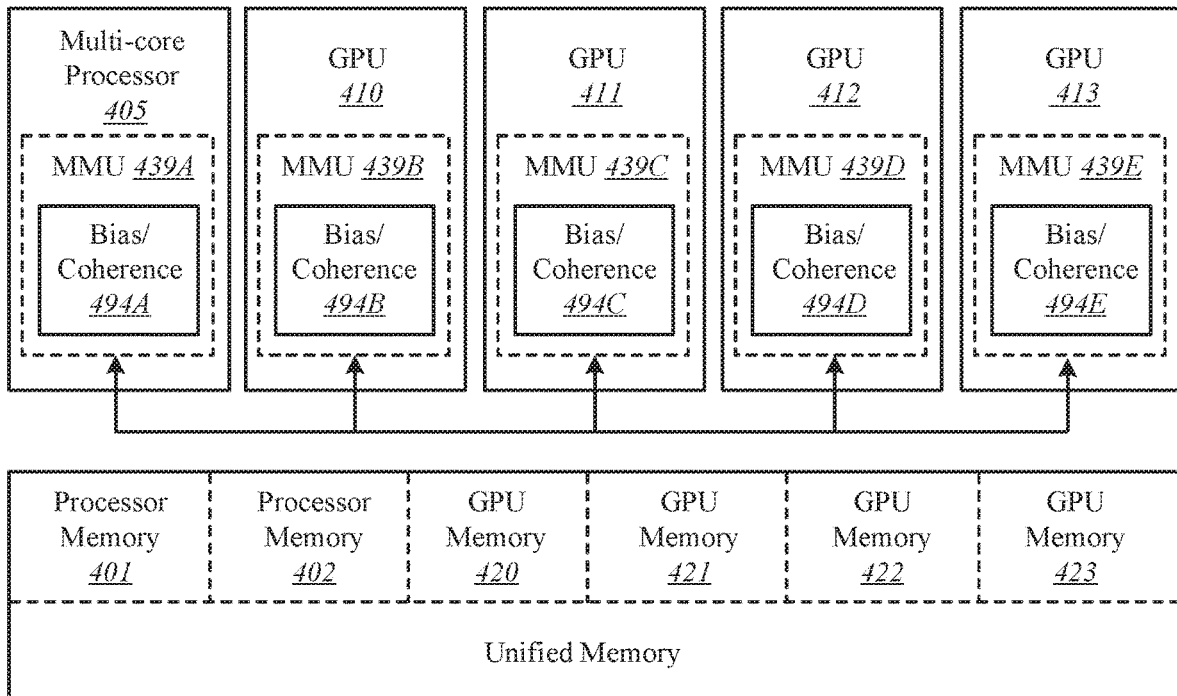 Multi-core
Processor
405
MMU 439A
Bias/
Coherence
494A
GPU
410
MMU 439B
Bias/
Coherence
494B
GPU
411
MMU 439C
Bias/
Coherence
494C
GPU
412
MMU 439D
Bias/
Coherence
494D
GPU
413
MMU 439E
Bias/
Coherence
494E
Processor
Memory
401
Processor
Memory
402
GPU
Memory
420
GPU
Memory
421
GPU
Memory
422
GPU
Memory
423
Unified Memory